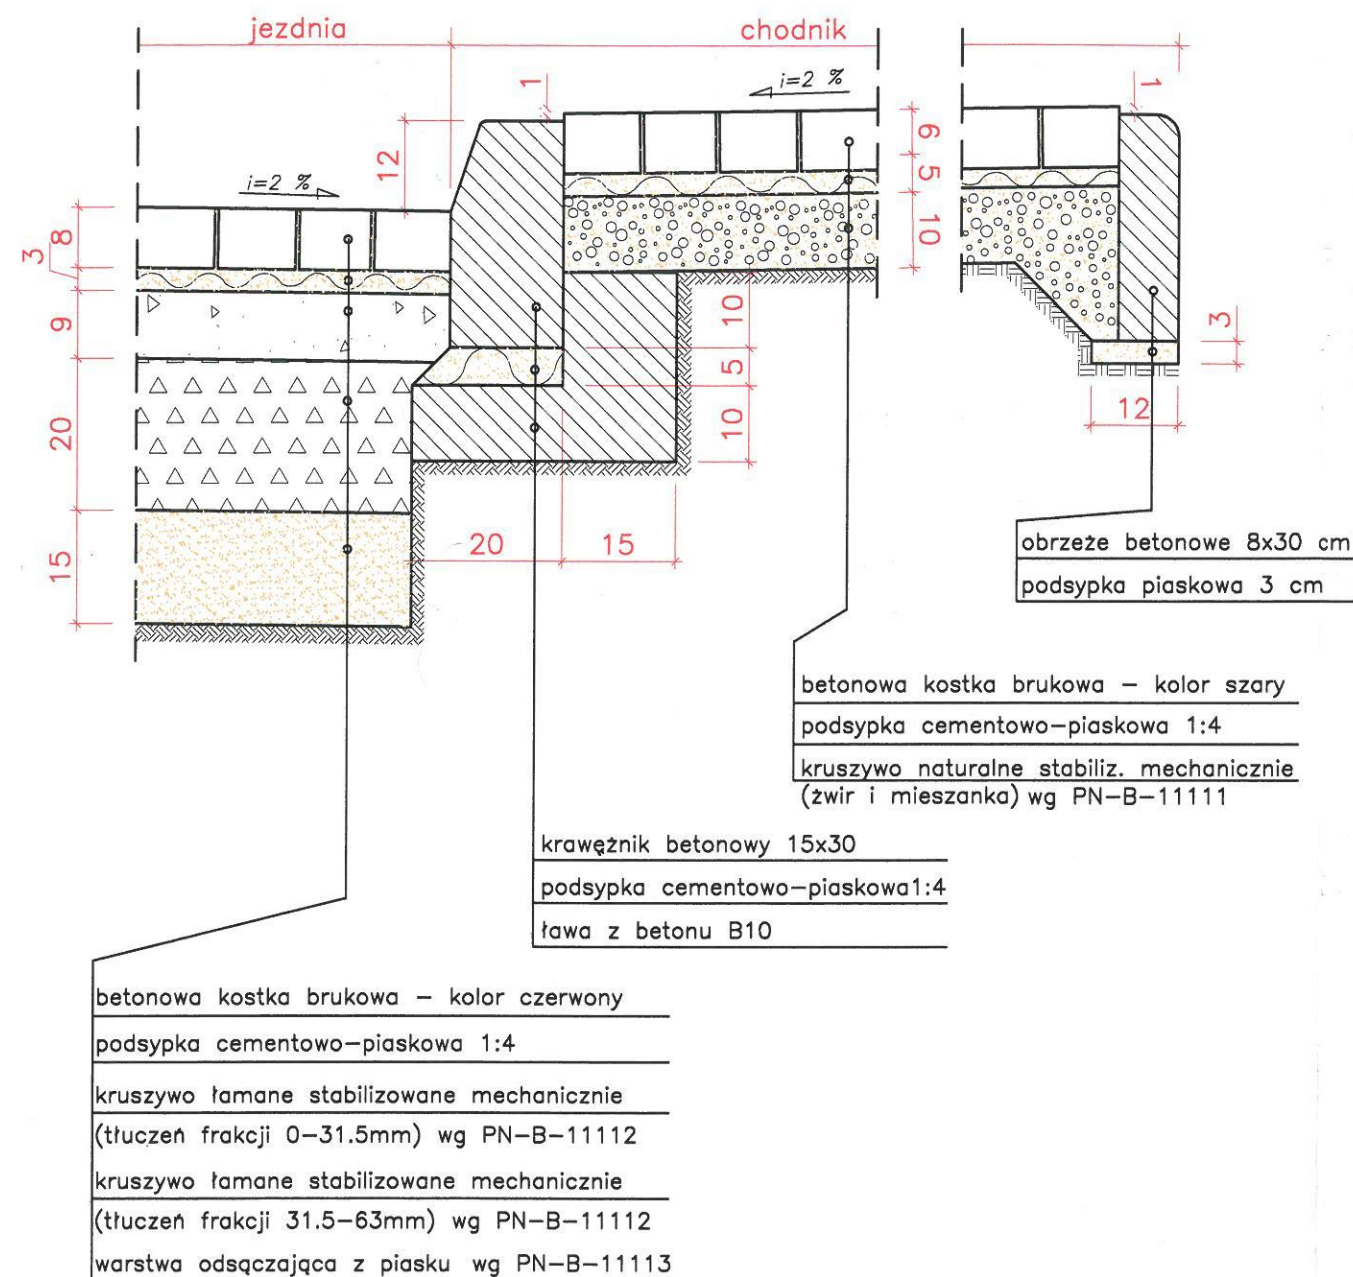 jezdnia
chodnik
1
i=2 %
1
12
6
5
10
i=2 %
3
8
9
20
15
10
5
10
20
15
3
12
obrzeże betonowe 8x30 cm
podsypka piaskowa 3 cm
betonowa kostka brukowa – kolor szary
podsypka cementowo–piaskowa 1:4
kruszywo naturalne stabiliz. mechanicznie
(żwir i mieszanka) wg PN–B–11111
krawężnik betonowy 15x30
podsypka cementowo–piaskowa1:4
ława z betonu B10
betonowa kostka brukowa – kolor czerwony
podsypka cementowo–piaskowa 1:4
kruszywo łamane stabilizowane mechanicznie
(tłuczeń frakcji 0–31.5mm) wg PN–B–11112
kruszywo łamane stabilizowane mechanicznie
(tłuczeń frakcji 31.5–63mm) wg PN–B–11112
warstwa odsączająca z piasku wg PN–B–11113